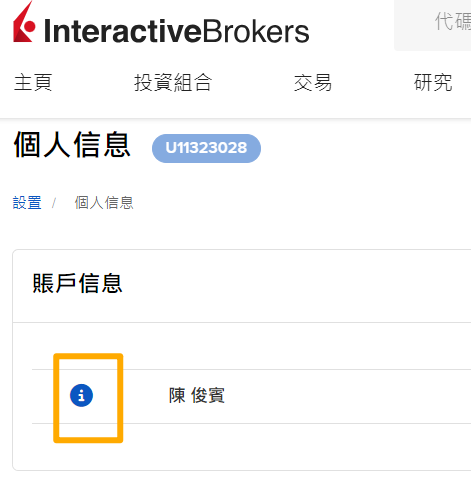 InteractiveBrokers
代碼
主頁 投資組合 交易 研究
個人信息 U11323028
設置 / 個人信息
賬戶信息
i 陳 俊賓